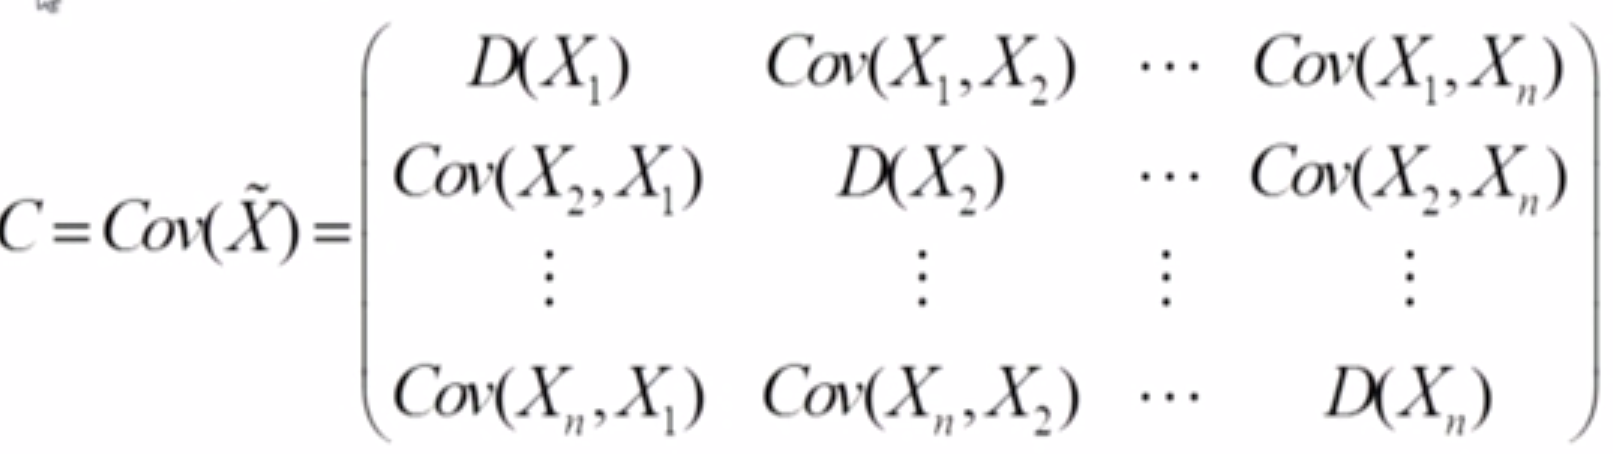 D(X₁) Cov(X₁,X₂) ⋯ Cov(X₁,Xₙ)
Cov(X₂,X₁) D(X₂) ⋯ Cov(X₂,Xₙ)
C=Cov(X̃)=
⋮ ⋮ ⋮ ⋮
Cov(Xₙ,X₁) Cov(Xₙ,X₂) ⋯ D(Xₙ)